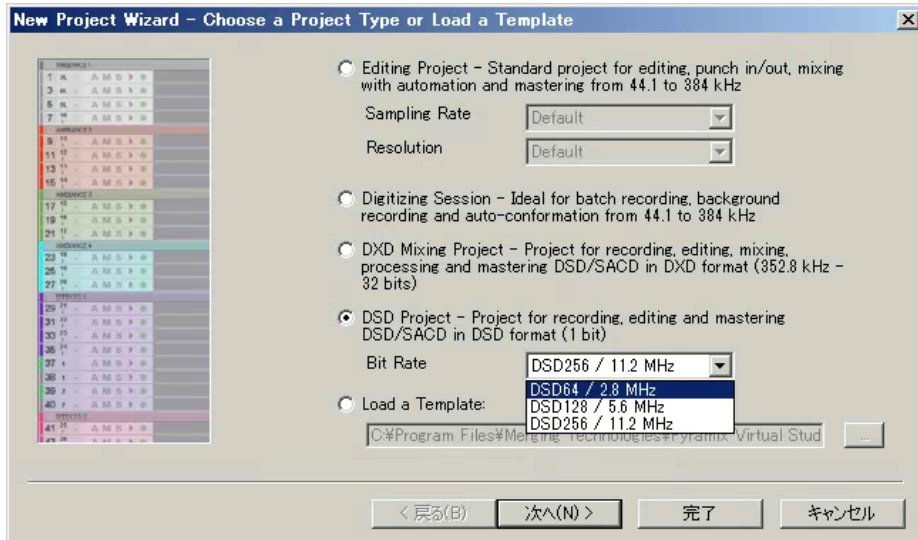 New Project Wizard - Choose a Project Type or Load a Template
Editing Project - Standard project for editing, punch in/out, mixing
with automation and mastering from 44.1 to 384 kHz
Sampling Rate
Default
Resolution
Default
Digitizing Session - Ideal for batch recording, background
recording and auto-conformation from 44.1 to 384 kHz
DXD Mixing Project - Project for recording, editing, mixing,
processing and mastering DSD/SACD in DXD format (352.8 kHz -
32 bits)
DSD Project - Project for recording, editing and mastering
DSD/SACD in DSD format (1 bit)
Bit Rate
DSD256 / 11.2 MHz
DSD64 / 2.8 MHz
DSD128 / 5.6 MHz
DSD256 / 11.2 MHz
Load a Template:
C:¥Program Files¥Merging Technologies¥Pyramix Virtual Stud
...
< 戻る(B)
次へ(N) >
完了
キャンセル